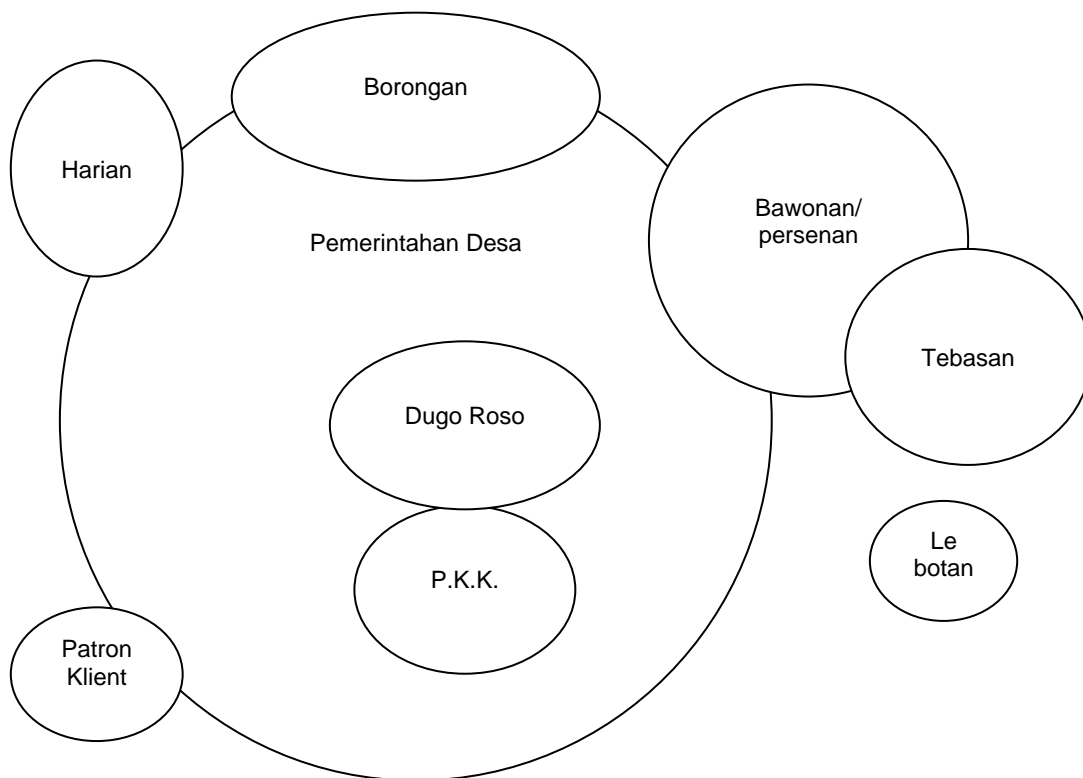 Borongan
Harian
Bawonan/
persenan
Pemerintahan Desa
Tebasan
Dugo Roso
Le
botan
P.K.K.
Patron
Klient